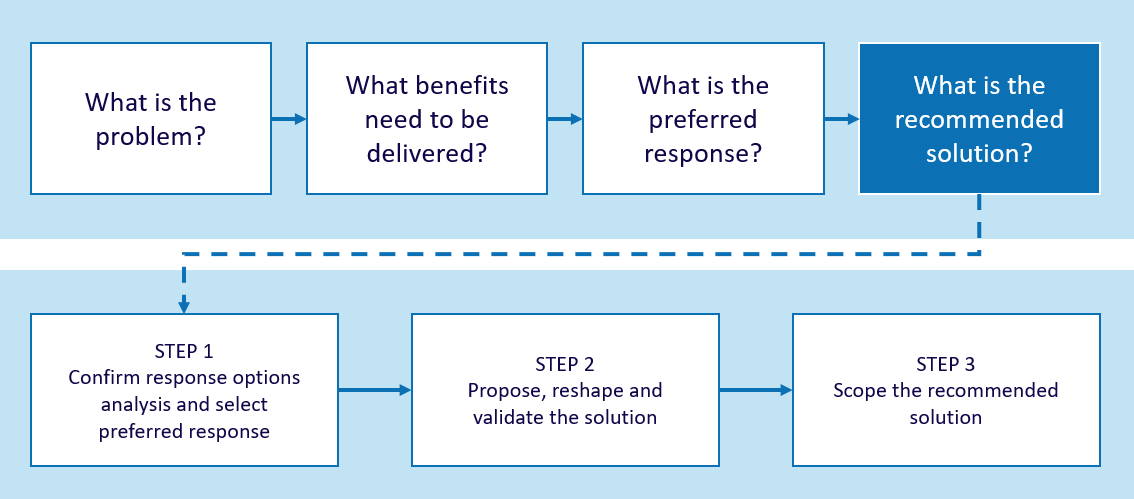 What is the
problem?
What benefits
need to be
delivered?
What is the
preferred
response?
What is the
recommended
solution?
STEP 1
Confirm response options
analysis and select
preferred response
STEP 2
Propose, reshape and
validate the solution
STEP 3
Scope the recommended
solution